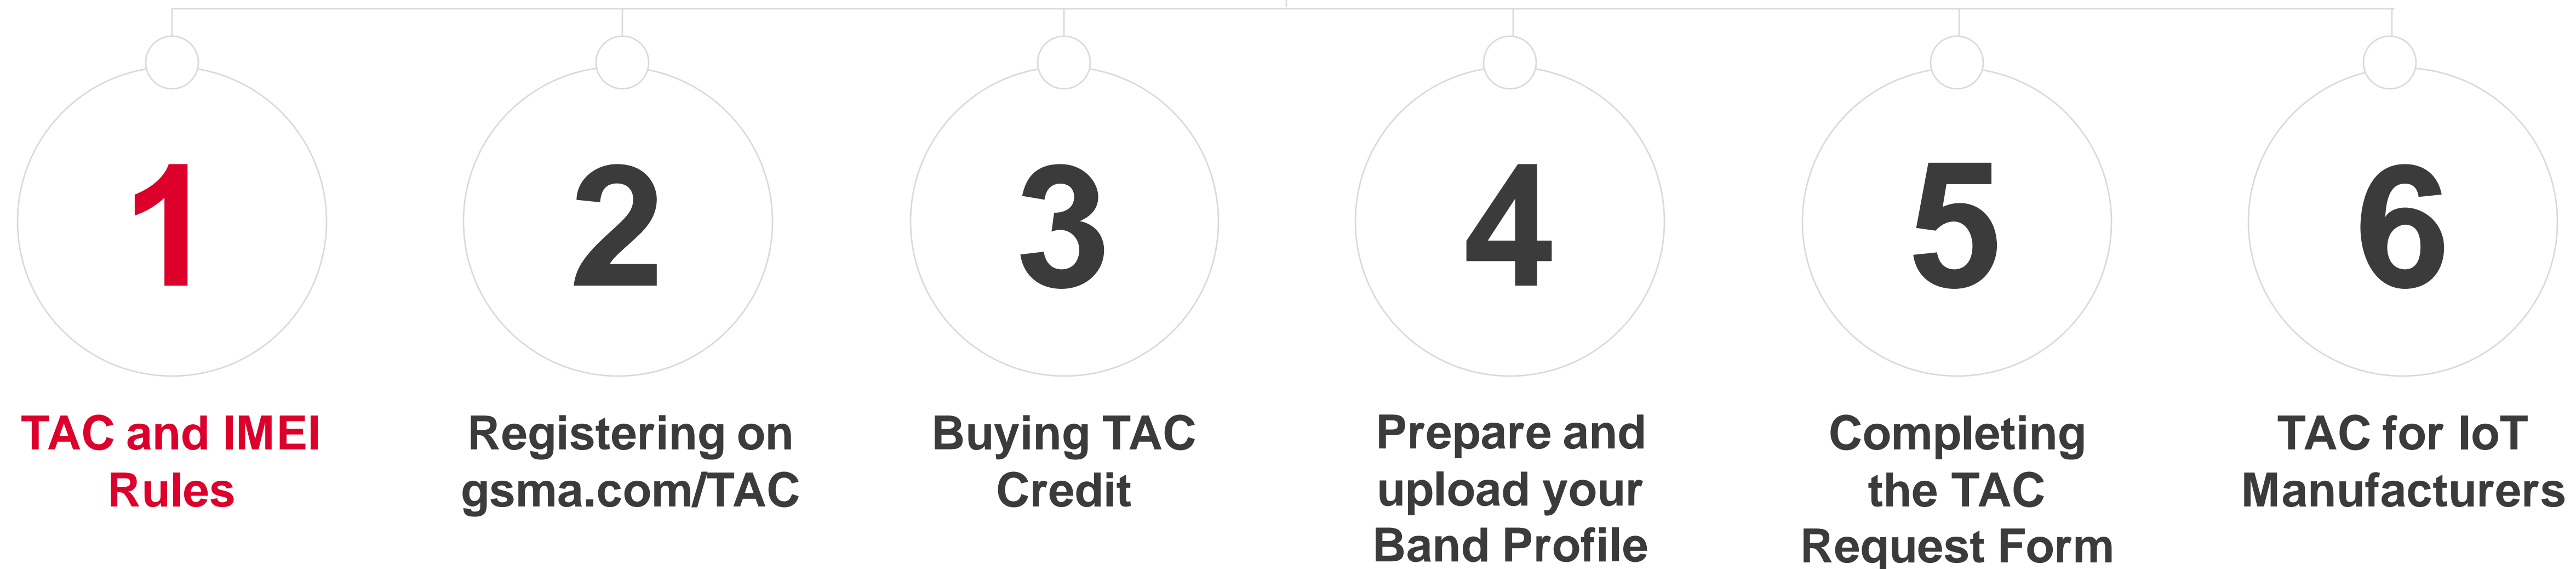 1
TAC and IMEI
Rules
2
Registering on
gsma.com/TAC
3
Buying TAC
Credit
4
Prepare and
upload your
Band Profile
5
Completing
the TAC
Request Form
6
TAC for IoT
Manufacturers